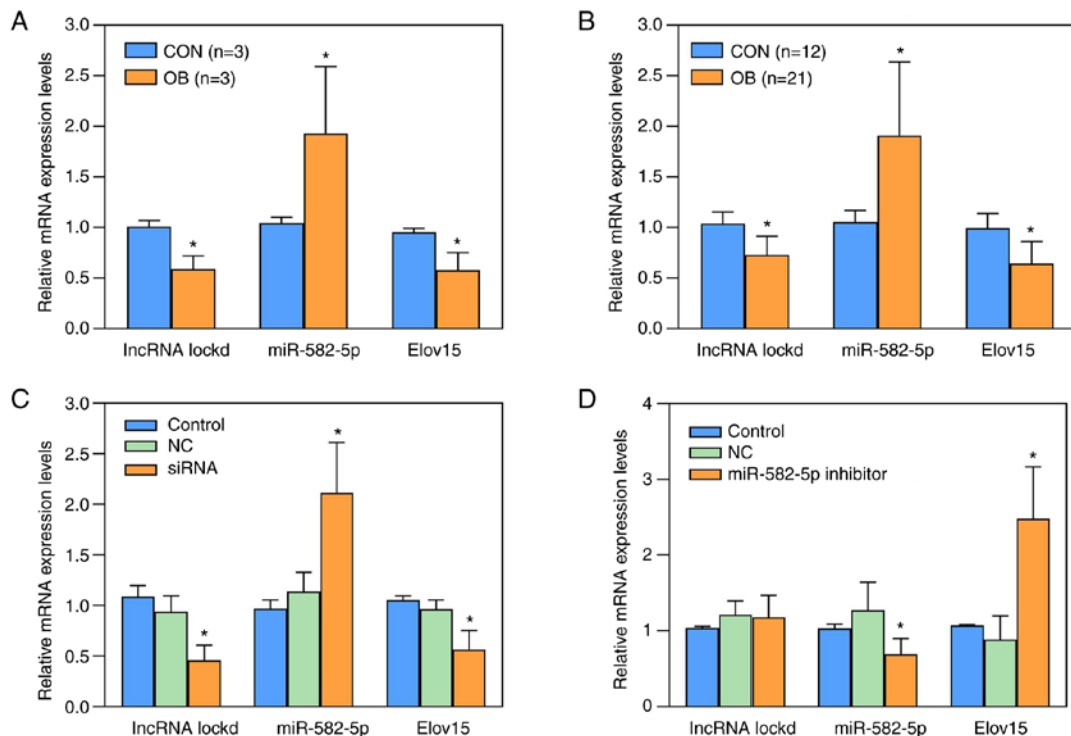 A
Relative mRNA expression levels
3.0
2.5
2.0
1.5
1.0
0.5
0.0
CON (n=3)
OB (n=3)
*
*
*
lncRNA lockd
miR-582-5p
Elov15
B
Relative mRNA expression levels
3.0
2.5
2.0
1.5
1.0
0.5
0.0
CON (n=12)
OB (n=21)
*
*
*
lncRNA lockd
miR-582-5p
Elov15
C
Relative mRNA expression levels
3.0
2.5
2.0
1.5
1.0
0.5
0.0
Control
NC
siRNA
*
*
*
lncRNA lockd
miR-582-5p
Elov15
D
Relative mRNA expression levels
4
3
2
1
0
Control
NC
miR-582-5p inhibitor
*
*
lncRNA lockd
miR-582-5p
Elov15